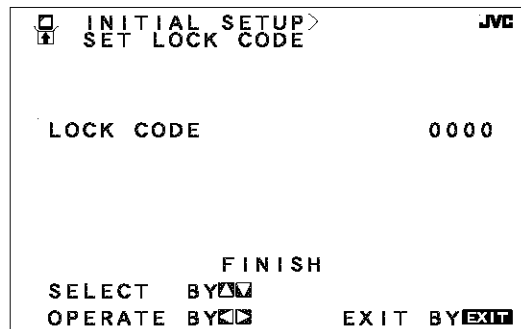 INITIAL SETUP> JVC
SET LOCK CODE
LOCK CODE 0000
FINISH
SELECT BY
OPERATE BY EXIT BY EXIT